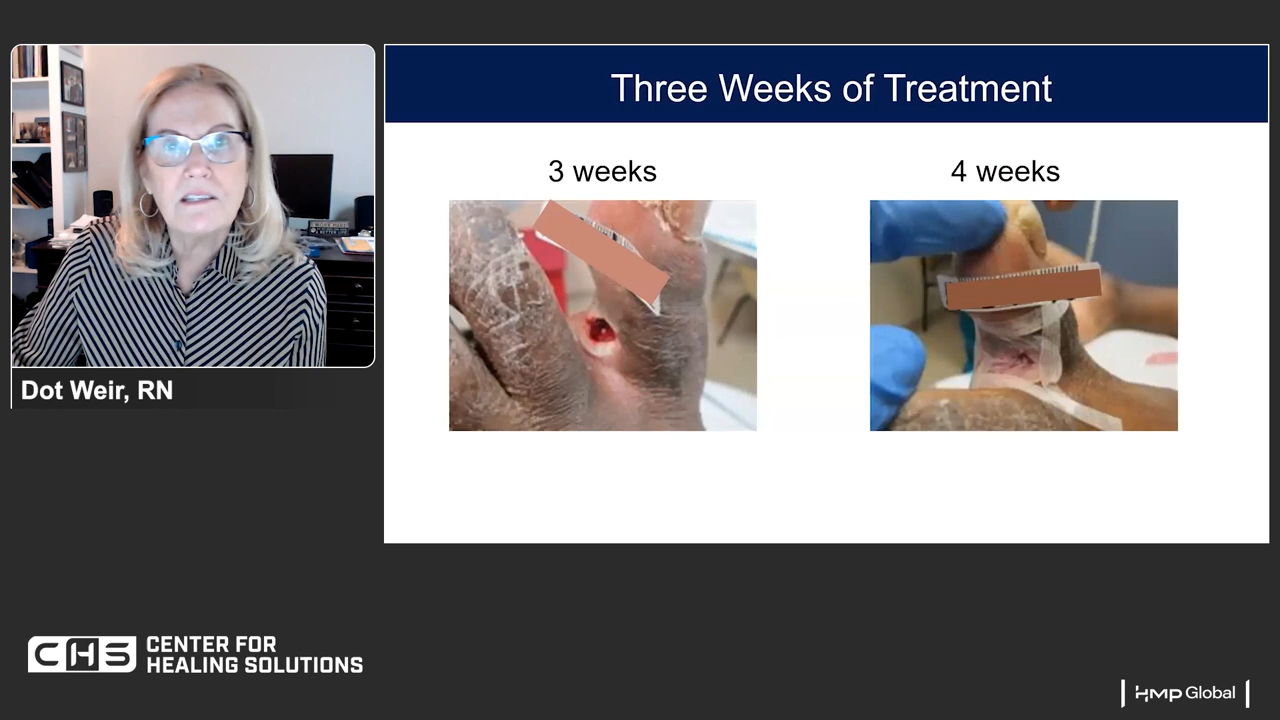 Three Weeks of Treatment
3 weeks
4 weeks
Dot Weir, RN
CHS
CENTER FOR
HEALING SOLUTIONS
HMP Global